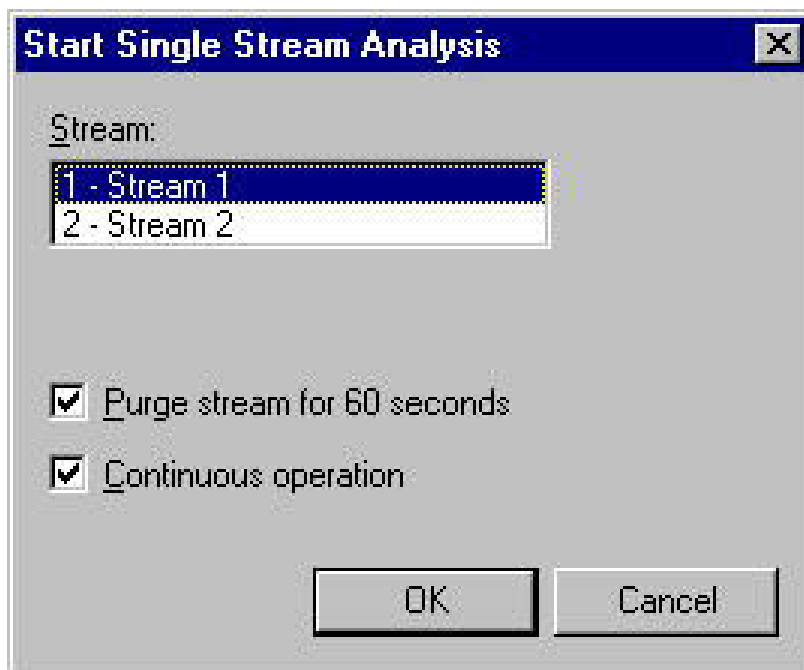 Start Single Stream Analysis
Stream:
1 - Stream 1
2 - Stream 2
Purge stream for 60 seconds
Continuous operation
OK Cancel